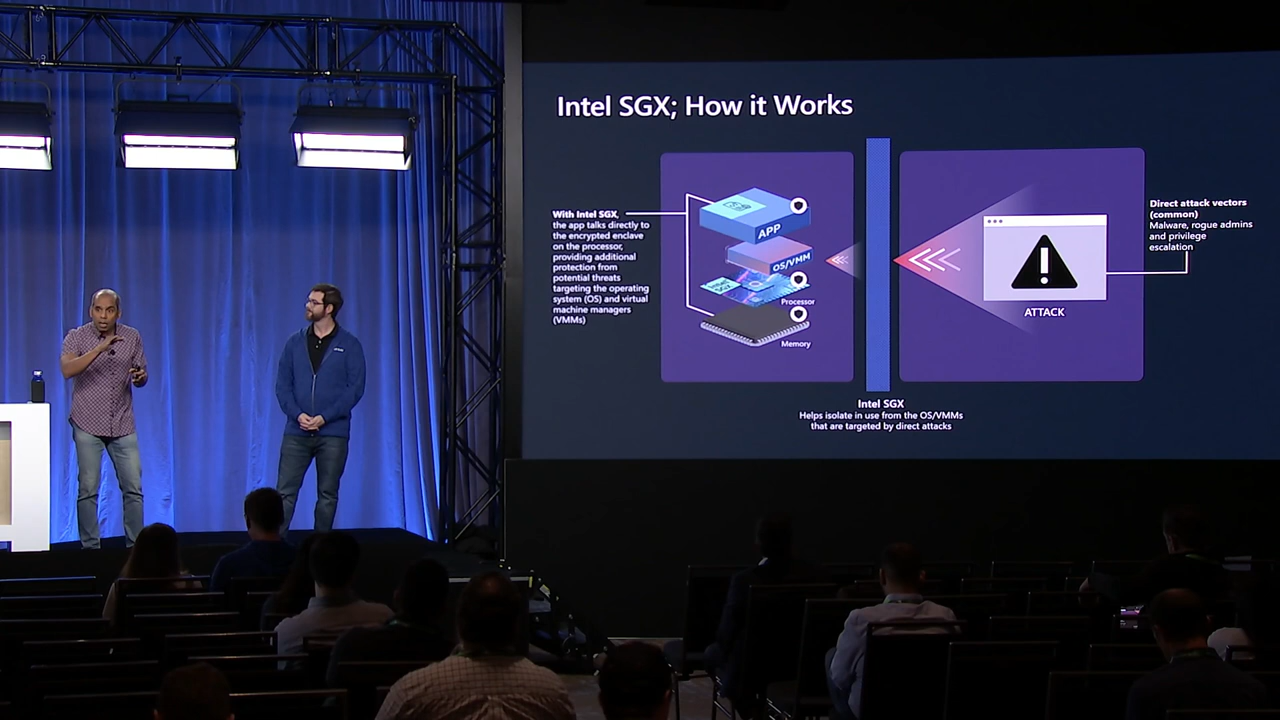 Intel SGX; How it Works
With Intel SGX,
the app talks directly to
the encrypted enclave
on the processor,
providing additional
protection from
potential threats
targeting the operating
system (OS) and virtual
machine managers
(VMMs)
APP
OS/VMM
Processor
Memory
ATTACK
Direct attack vectors
(common)
Malware, rogue admins
and privilege
escalation
Intel SGX
Helps isolate in use from the OS/VMMs
that are targeted by direct attacks